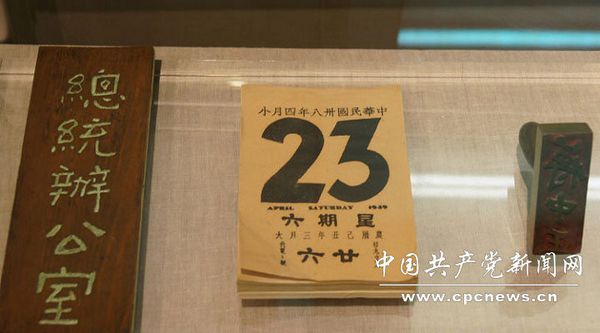 總統辦公室
中華民國卅八年四月小
23
APRIL SATURDAY 1949
星期六
農曆己丑年三月大
廿六
中国共产党新闻网
www.cpcnews.cn